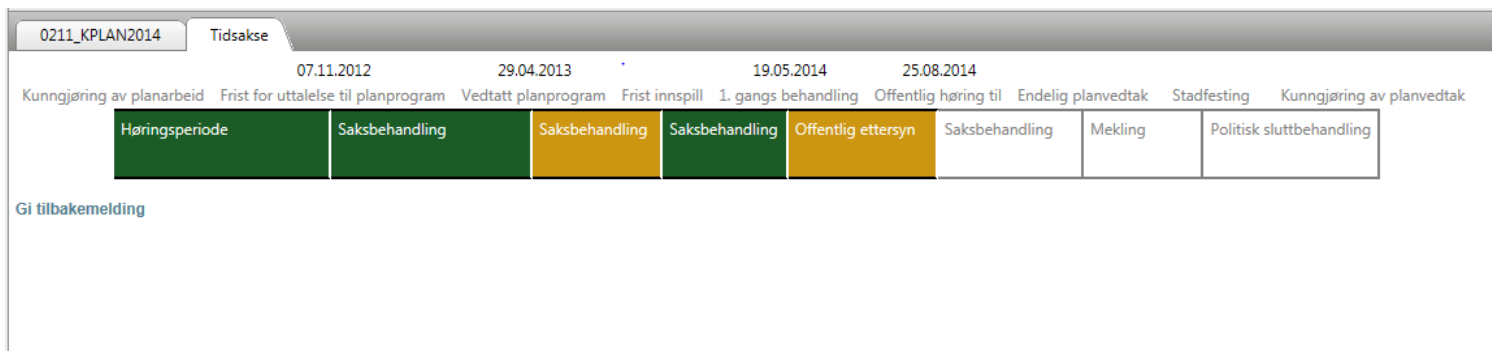 0211_KPLAN2014 Tidsakse
07.11.2012 29.04.2013 19.05.2014 25.08.2014
Kunngjøring av planarbeid Frist for uttalelse til planprogram Vedtatt planprogram Frist innspill 1. gangs behandling Offentlig høring til Endelig planvedtak Stadfesting Kunngjøring av planvedtak
Høringsperiode Saksbehandling Saksbehandling Saksbehandling Offentlig ettersyn Saksbehandling Mekling Politisk sluttbehandling
Gi tilbakemelding